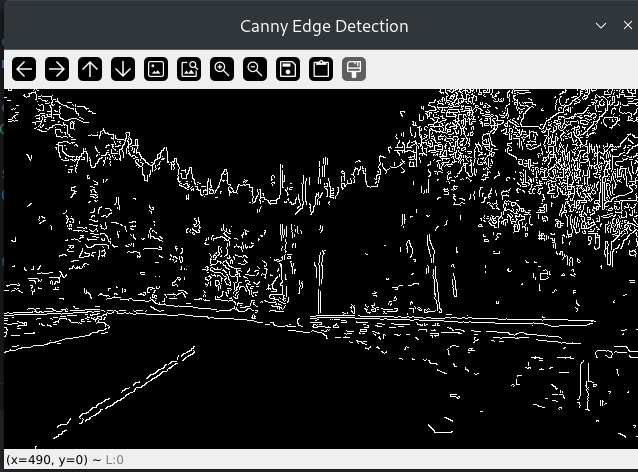 Canny Edge Detection
(x=490, y=0) ~ L:0